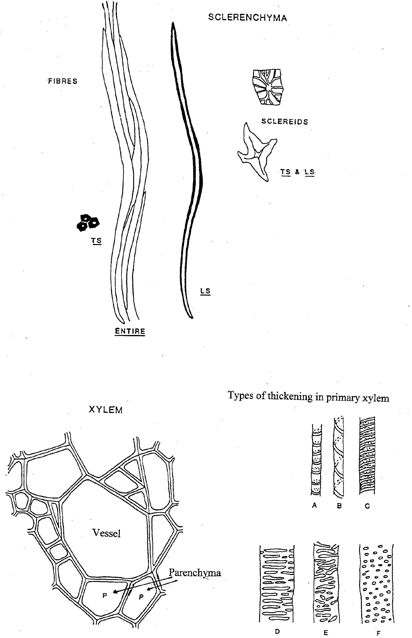 SCLERENCHYMA
FIBRES
SCLEREIDS
TS & LS
TS
LS
ENTIRE
Types of thickening in primary xylem
XYLEM
A B C
Vessel
Parenchyma
P P
D E F